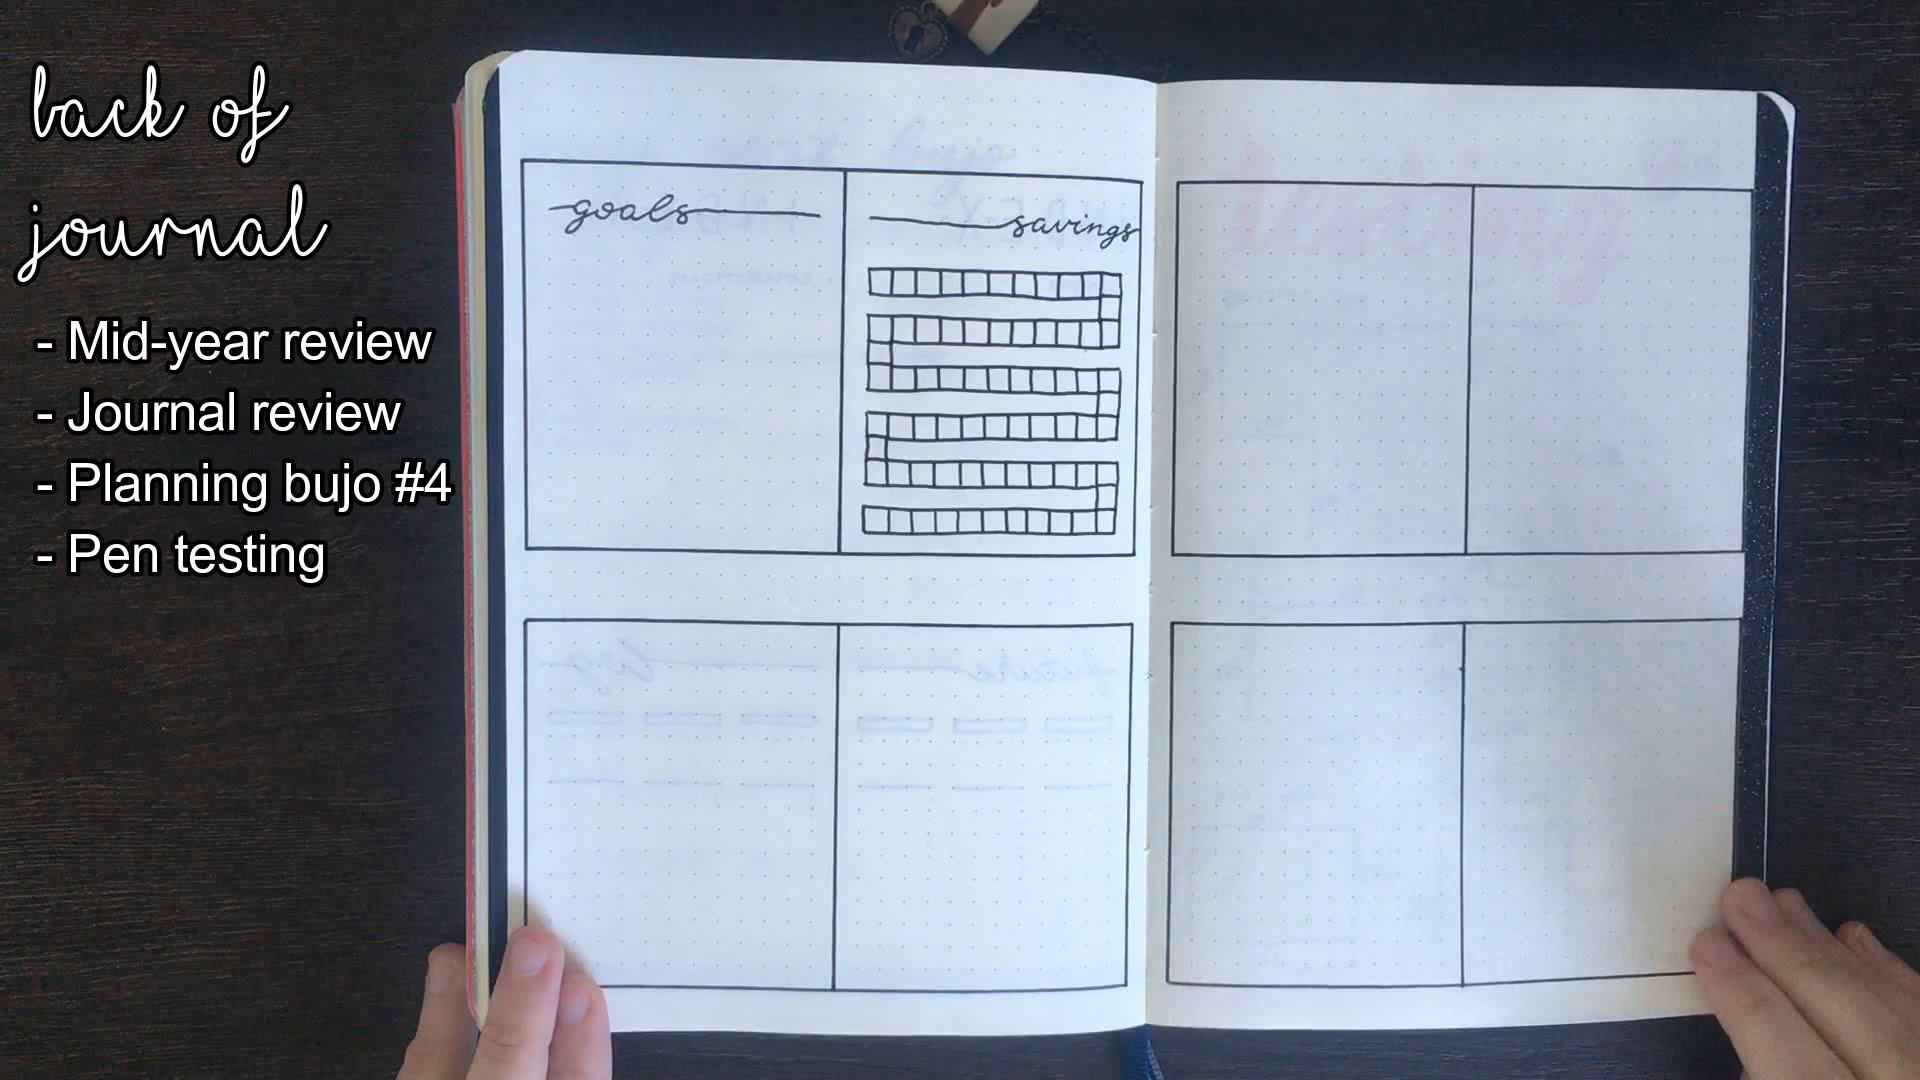 back of
journal
- Mid-year review
- Journal review
- Planning bujo #4
- Pen testing
goals
savings